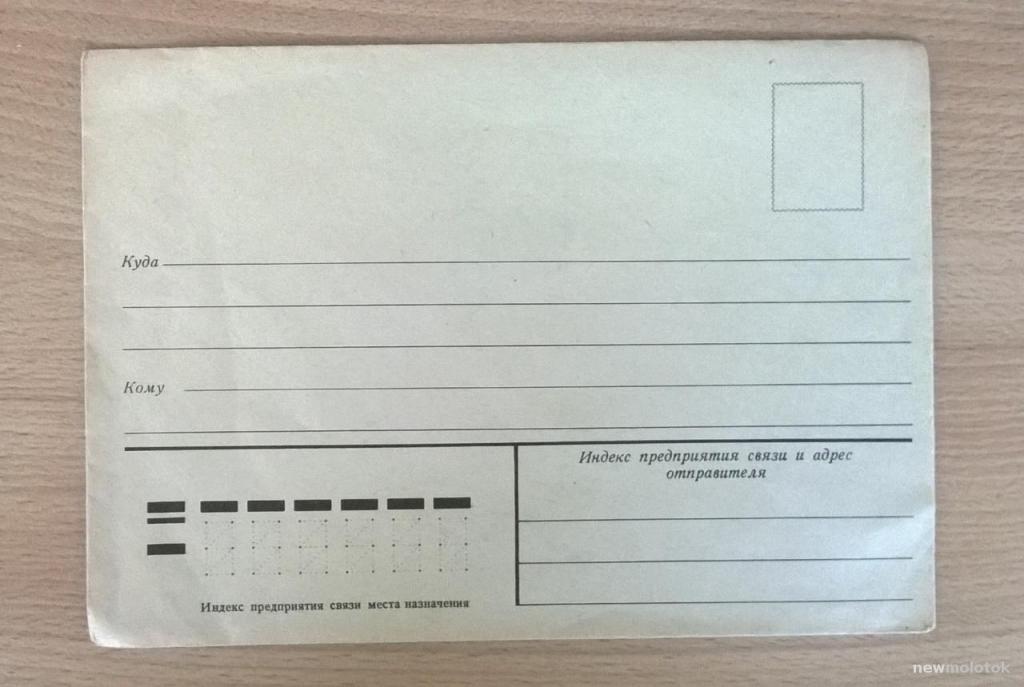 Куда
Кому
Индекс предприятия связи и адрес
отправителя
Индекс предприятия связи места назначения
newmolotok